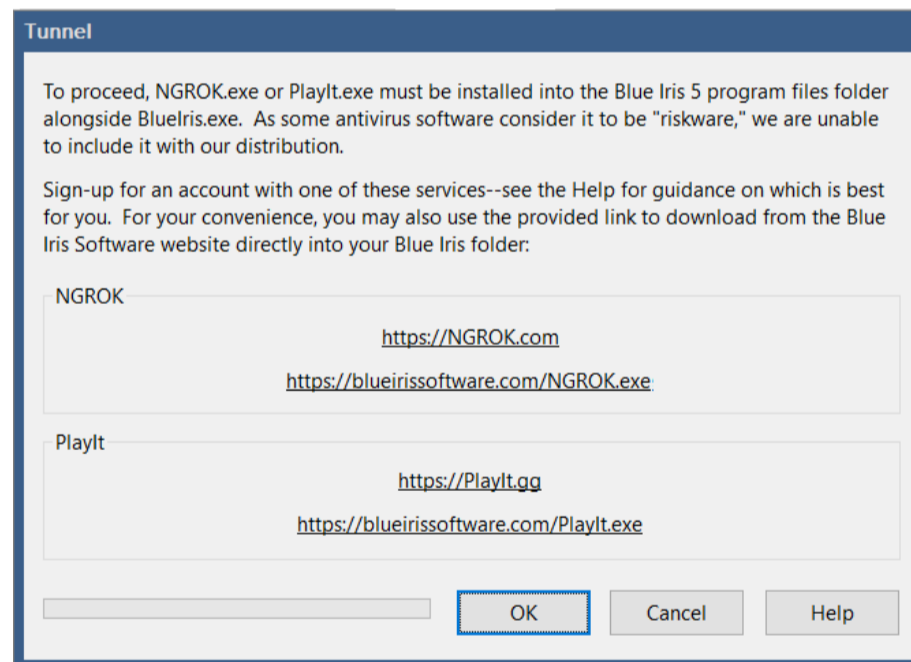 Tunnel
To proceed, NGROK.exe or PlayIt.exe must be installed into the Blue Iris 5 program files folder
alongside BlueIris.exe. As some antivirus software consider it to be "riskware," we are unable
to include it with our distribution.
Sign-up for an account with one of these services--see the Help for guidance on which is best
for you. For your convenience, you may also use the provided link to download from the Blue
Iris Software website directly into your Blue Iris folder:
NGROK
https://NGROK.com
https://blueirissoftware.com/NGROK.exe
PlayIt
https://PlayIt.gg
https://blueirissoftware.com/PlayIt.exe
OK Cancel Help